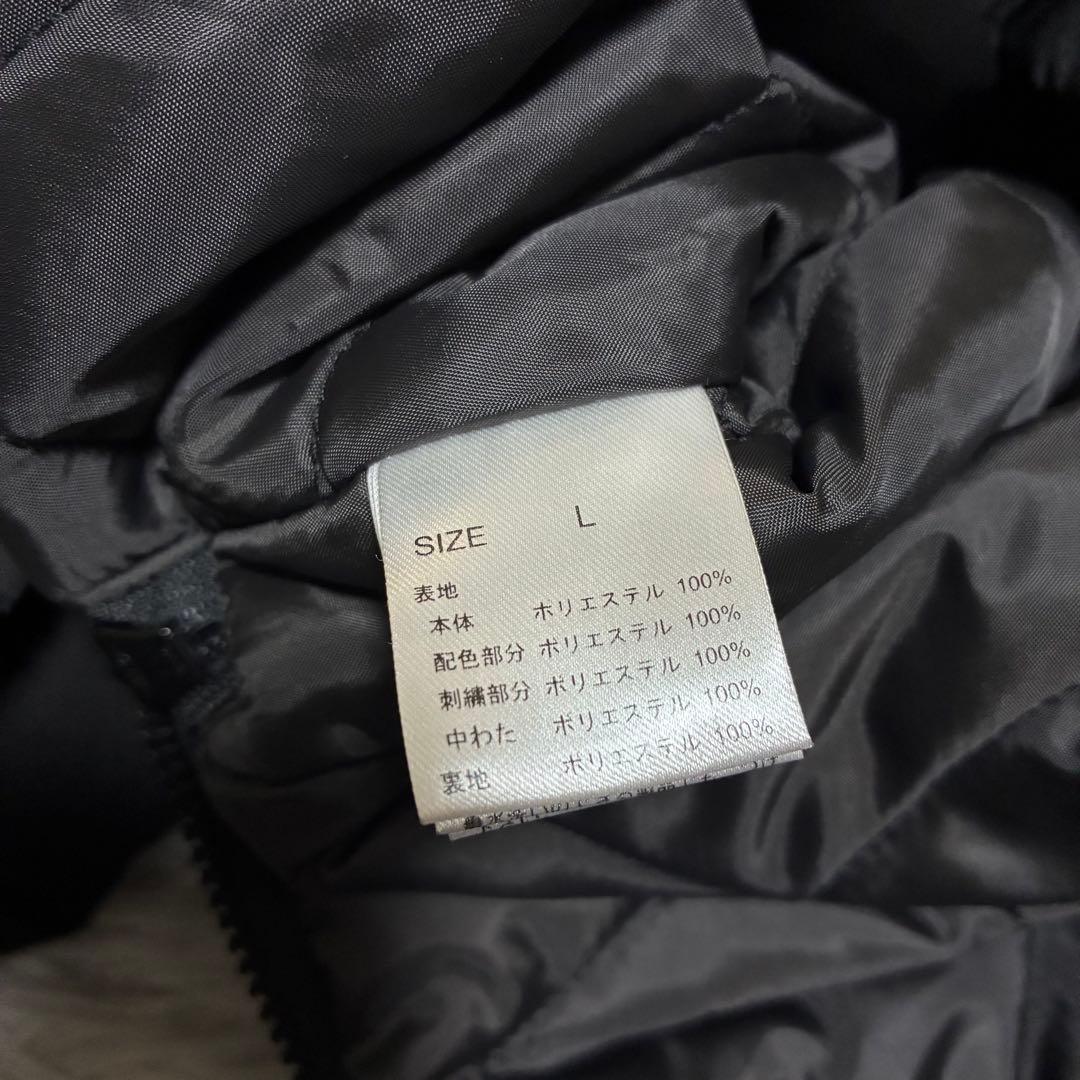 SIZE L
表地
本体 ポリエステル 100%
配色部分 ポリエステル 100%
刺繍部分 ポリエステル 100%
中わた ポリエステル 100%
裏地 ポリエステル 100%